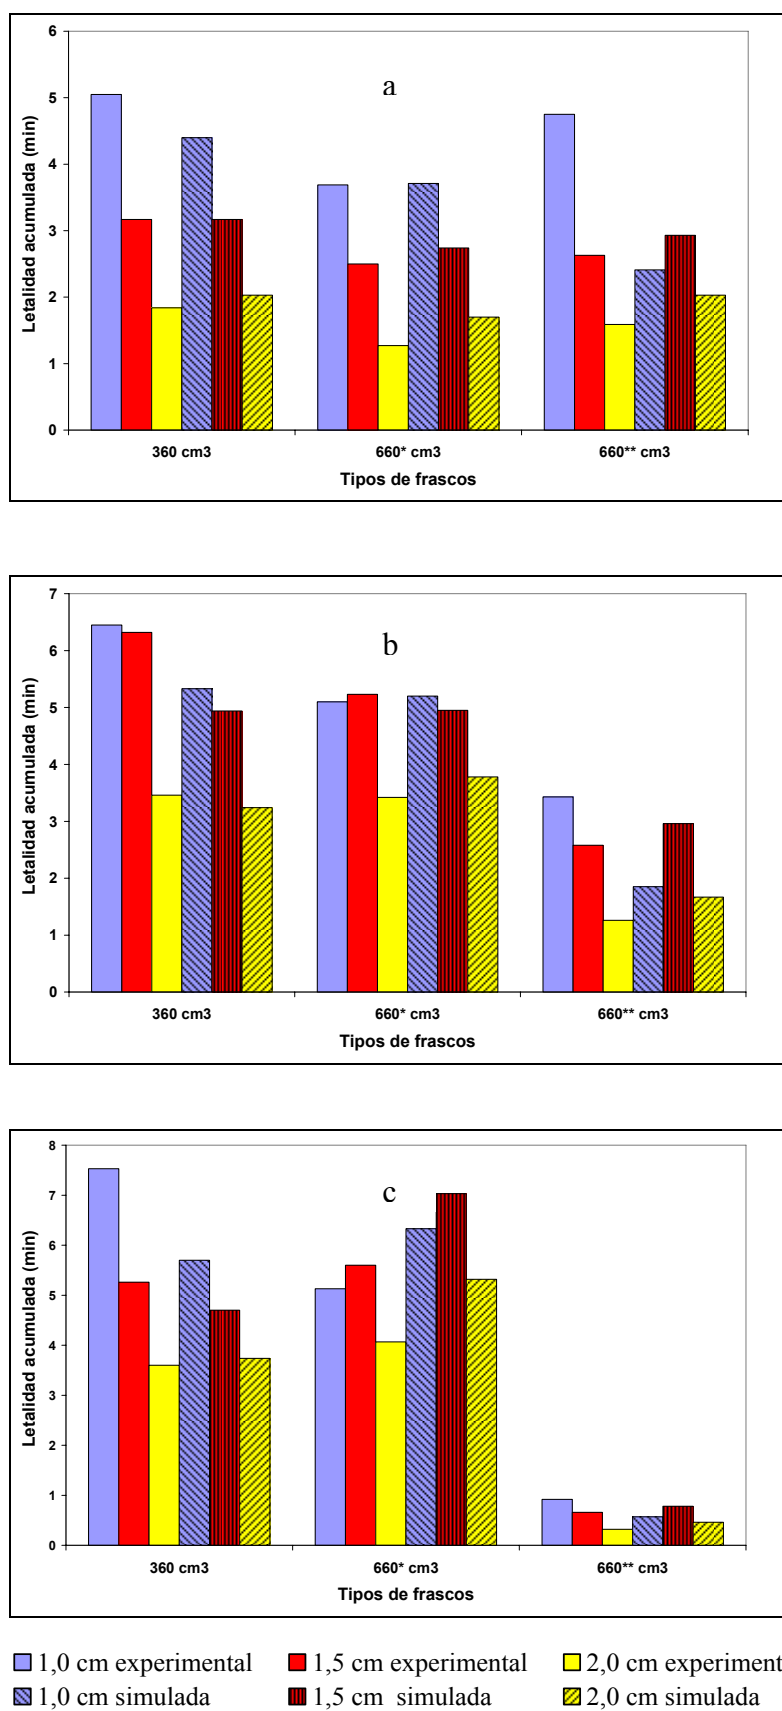 a
6
5
4
3
2
1
0
Letalidad acumulada (min)
360 cm3 660* cm3 660** cm3
Tipos de frascos
b
7
6
5
4
3
2
1
0
Letalidad acumulada (min)
360 cm3 660* cm3 660** cm3
Tipos de frascos
c
8
7
6
5
4
3
2
1
0
Letalidad acumulada (min)
360 cm3 660* cm3 660** cm3
Tipos de frascos
1,0 cm experimental 1,5 cm experimental 2,0 cm experiment
1,0 cm simulada 1,5 cm simulada 2,0 cm simulada